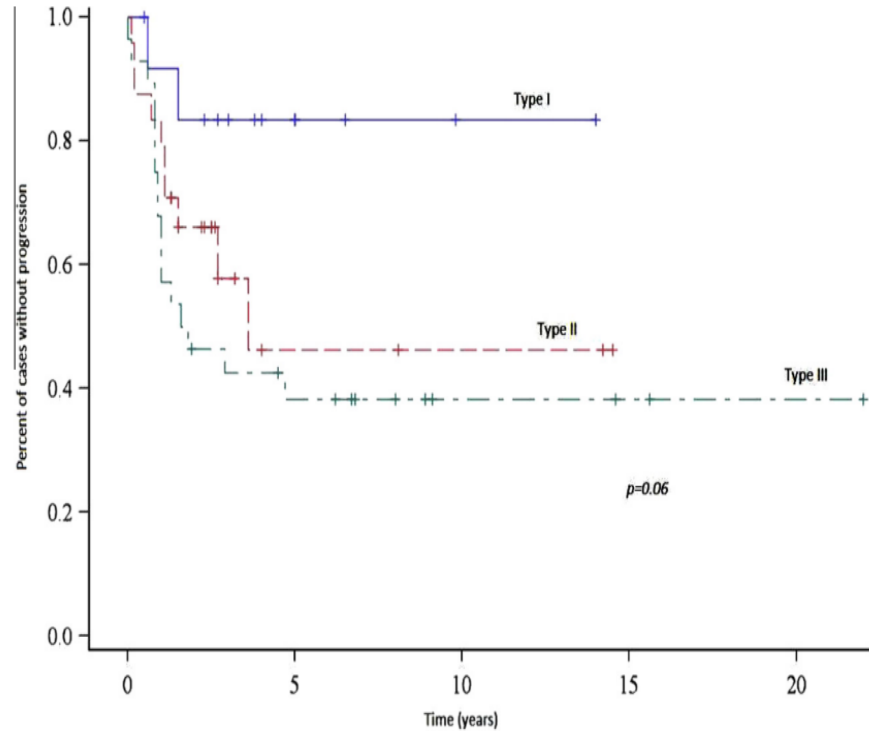 Percent of cases without progression
1.0
0.8
0.6
0.4
0.2
0.0
Type I
Type II
Type III
p=0.06
0 5 10 15 20
Time (years)